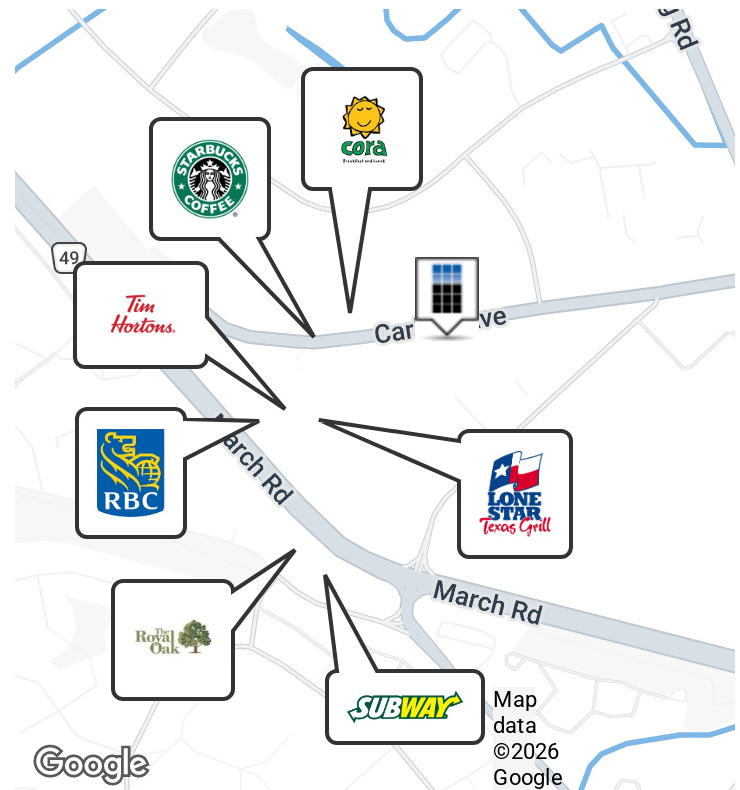 g Rd
STARBUCKS
COFFEE
®
cora
Breakfast and Lunch
49
Tim
Hortons.
Car
ve
March Rd
RBC
LONE
STAR
Texas Grill
March Rd
The
Royal
Oak
SUBWAY
Map
data
©2026
Google
Google